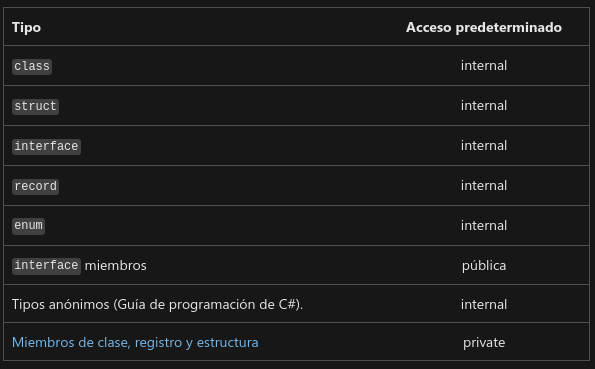 Tipo Acceso predeterminado
class internal
struct internal
interface internal
record internal
enum internal
interface miembros pública
Tipos anónimos (Guía de programación de C#). internal
Miembros de clase, registro y estructura private